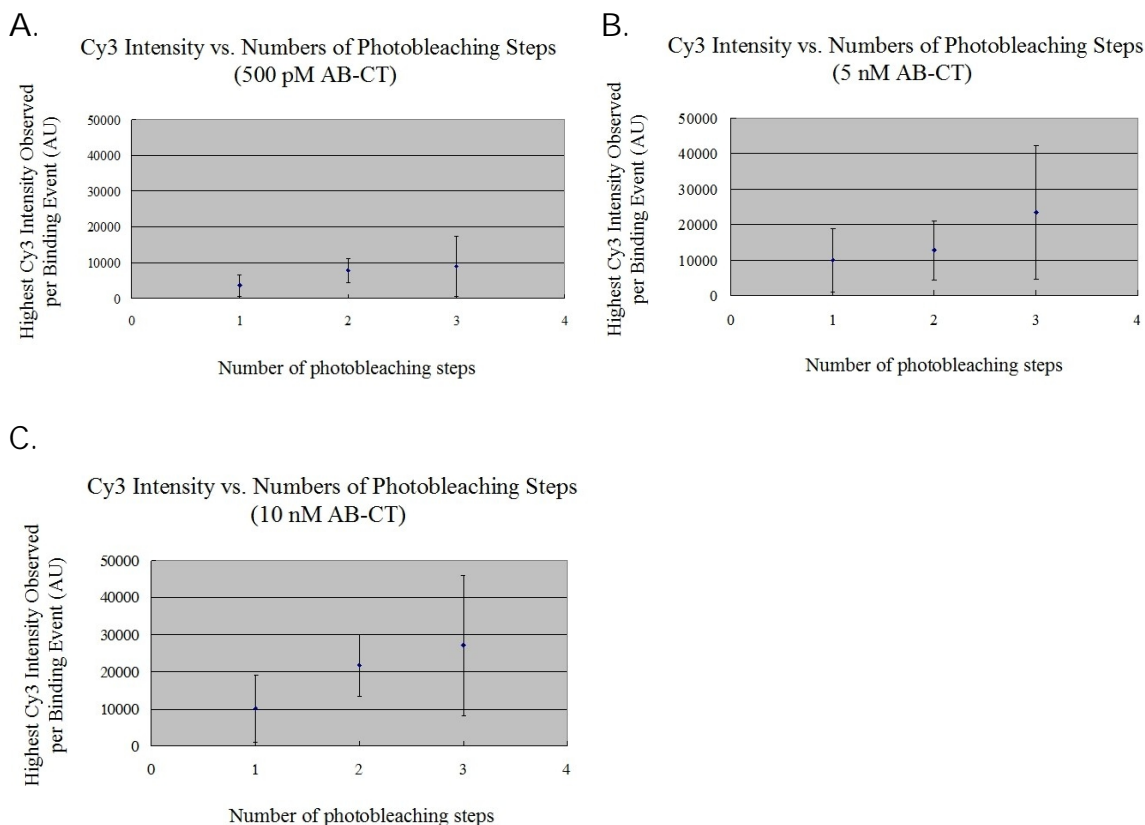 A.
Cy3 Intensity vs. Numbers of Photobleaching Steps
(500 pM AB-CT)
Highest Cy3 Intensity Observed
per Binding Event (AU)
50000
40000
30000
20000
10000
0
0 1 2 3 4
Number of photobleaching steps
B.
Cy3 Intensity vs. Numbers of Photobleaching Steps
(5 nM AB-CT)
Highest Cy3 Intensity Observed
per Binding Event (AU)
50000
40000
30000
20000
10000
0
0 1 2 3 4
Number of photobleaching steps
C.
Cy3 Intensity vs. Numbers of Photobleaching Steps
(10 nM AB-CT)
Highest Cy3 Intensity Observed
per Binding Event (AU)
50000
40000
30000
20000
10000
0
0 1 2 3 4
Number of photobleaching steps